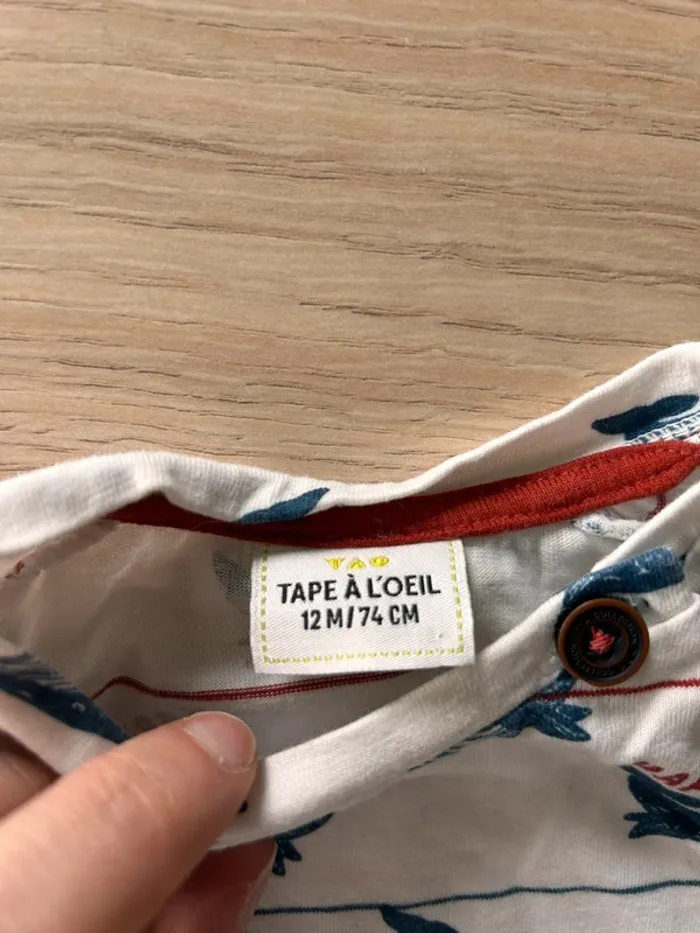 TAO
TAPE À L'OEIL
12 M/74 CM